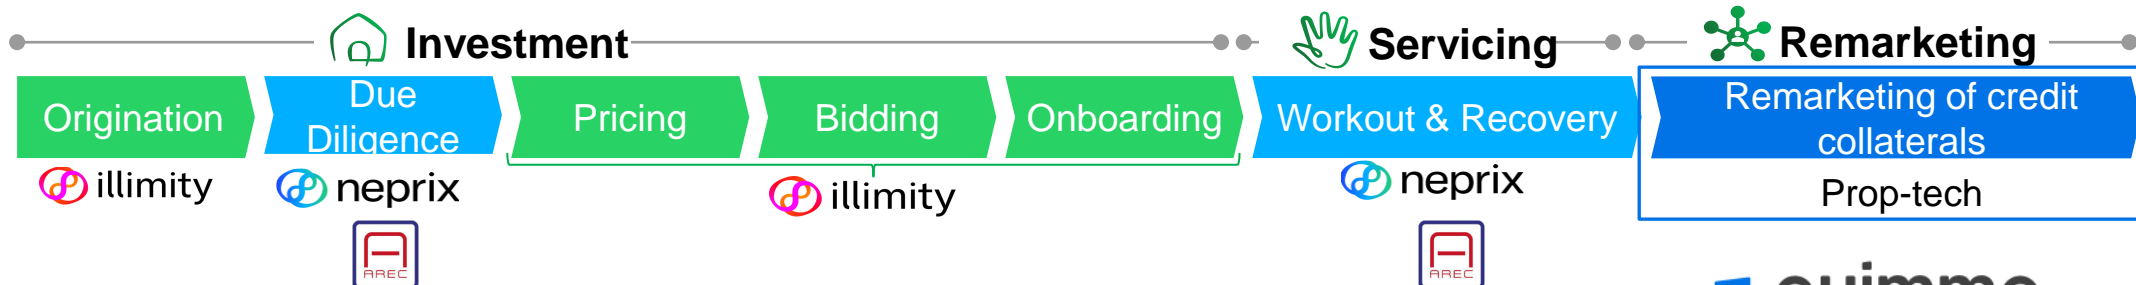 Investment
Servicing
Remarketing
Origination
Due
Diligence
Pricing
Bidding
Onboarding
Workout & Recovery
Remarketing of credit
collaterals
illimity
neprix
illimity
neprix
Prop-tech
AREC
AREC
quimmo